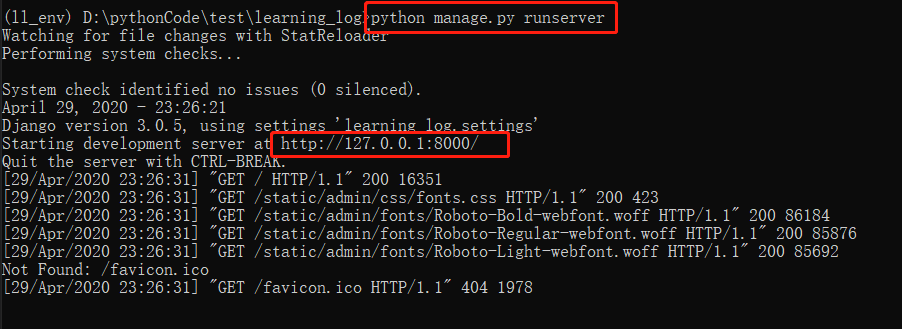 (ll_env) D:\pythonCode\test\learning_log>python manage.py runserver
Watching for file changes with StatReloader
Performing system checks...
System check identified no issues (0 silenced).
April 29, 2020 - 23:26:21
Django version 3.0.5, using settings 'learning_log.settings'
Starting development server at http://127.0.0.1:8000/
Quit the server with CTRL-BREAK.
[29/Apr/2020 23:26:31] "GET / HTTP/1.1" 200 16351
[29/Apr/2020 23:26:31] "GET /static/admin/css/fonts.css HTTP/1.1" 200 423
[29/Apr/2020 23:26:31] "GET /static/admin/fonts/Roboto-Bold-webfont.woff HTTP/1.1" 200 86184
[29/Apr/2020 23:26:31] "GET /static/admin/fonts/Roboto-Regular-webfont.woff HTTP/1.1" 200 85876
[29/Apr/2020 23:26:31] "GET /static/admin/fonts/Roboto-Light-webfont.woff HTTP/1.1" 200 85692
Not Found: /favicon.ico
[29/Apr/2020 23:26:31] "GET /favicon.ico HTTP/1.1" 404 1978